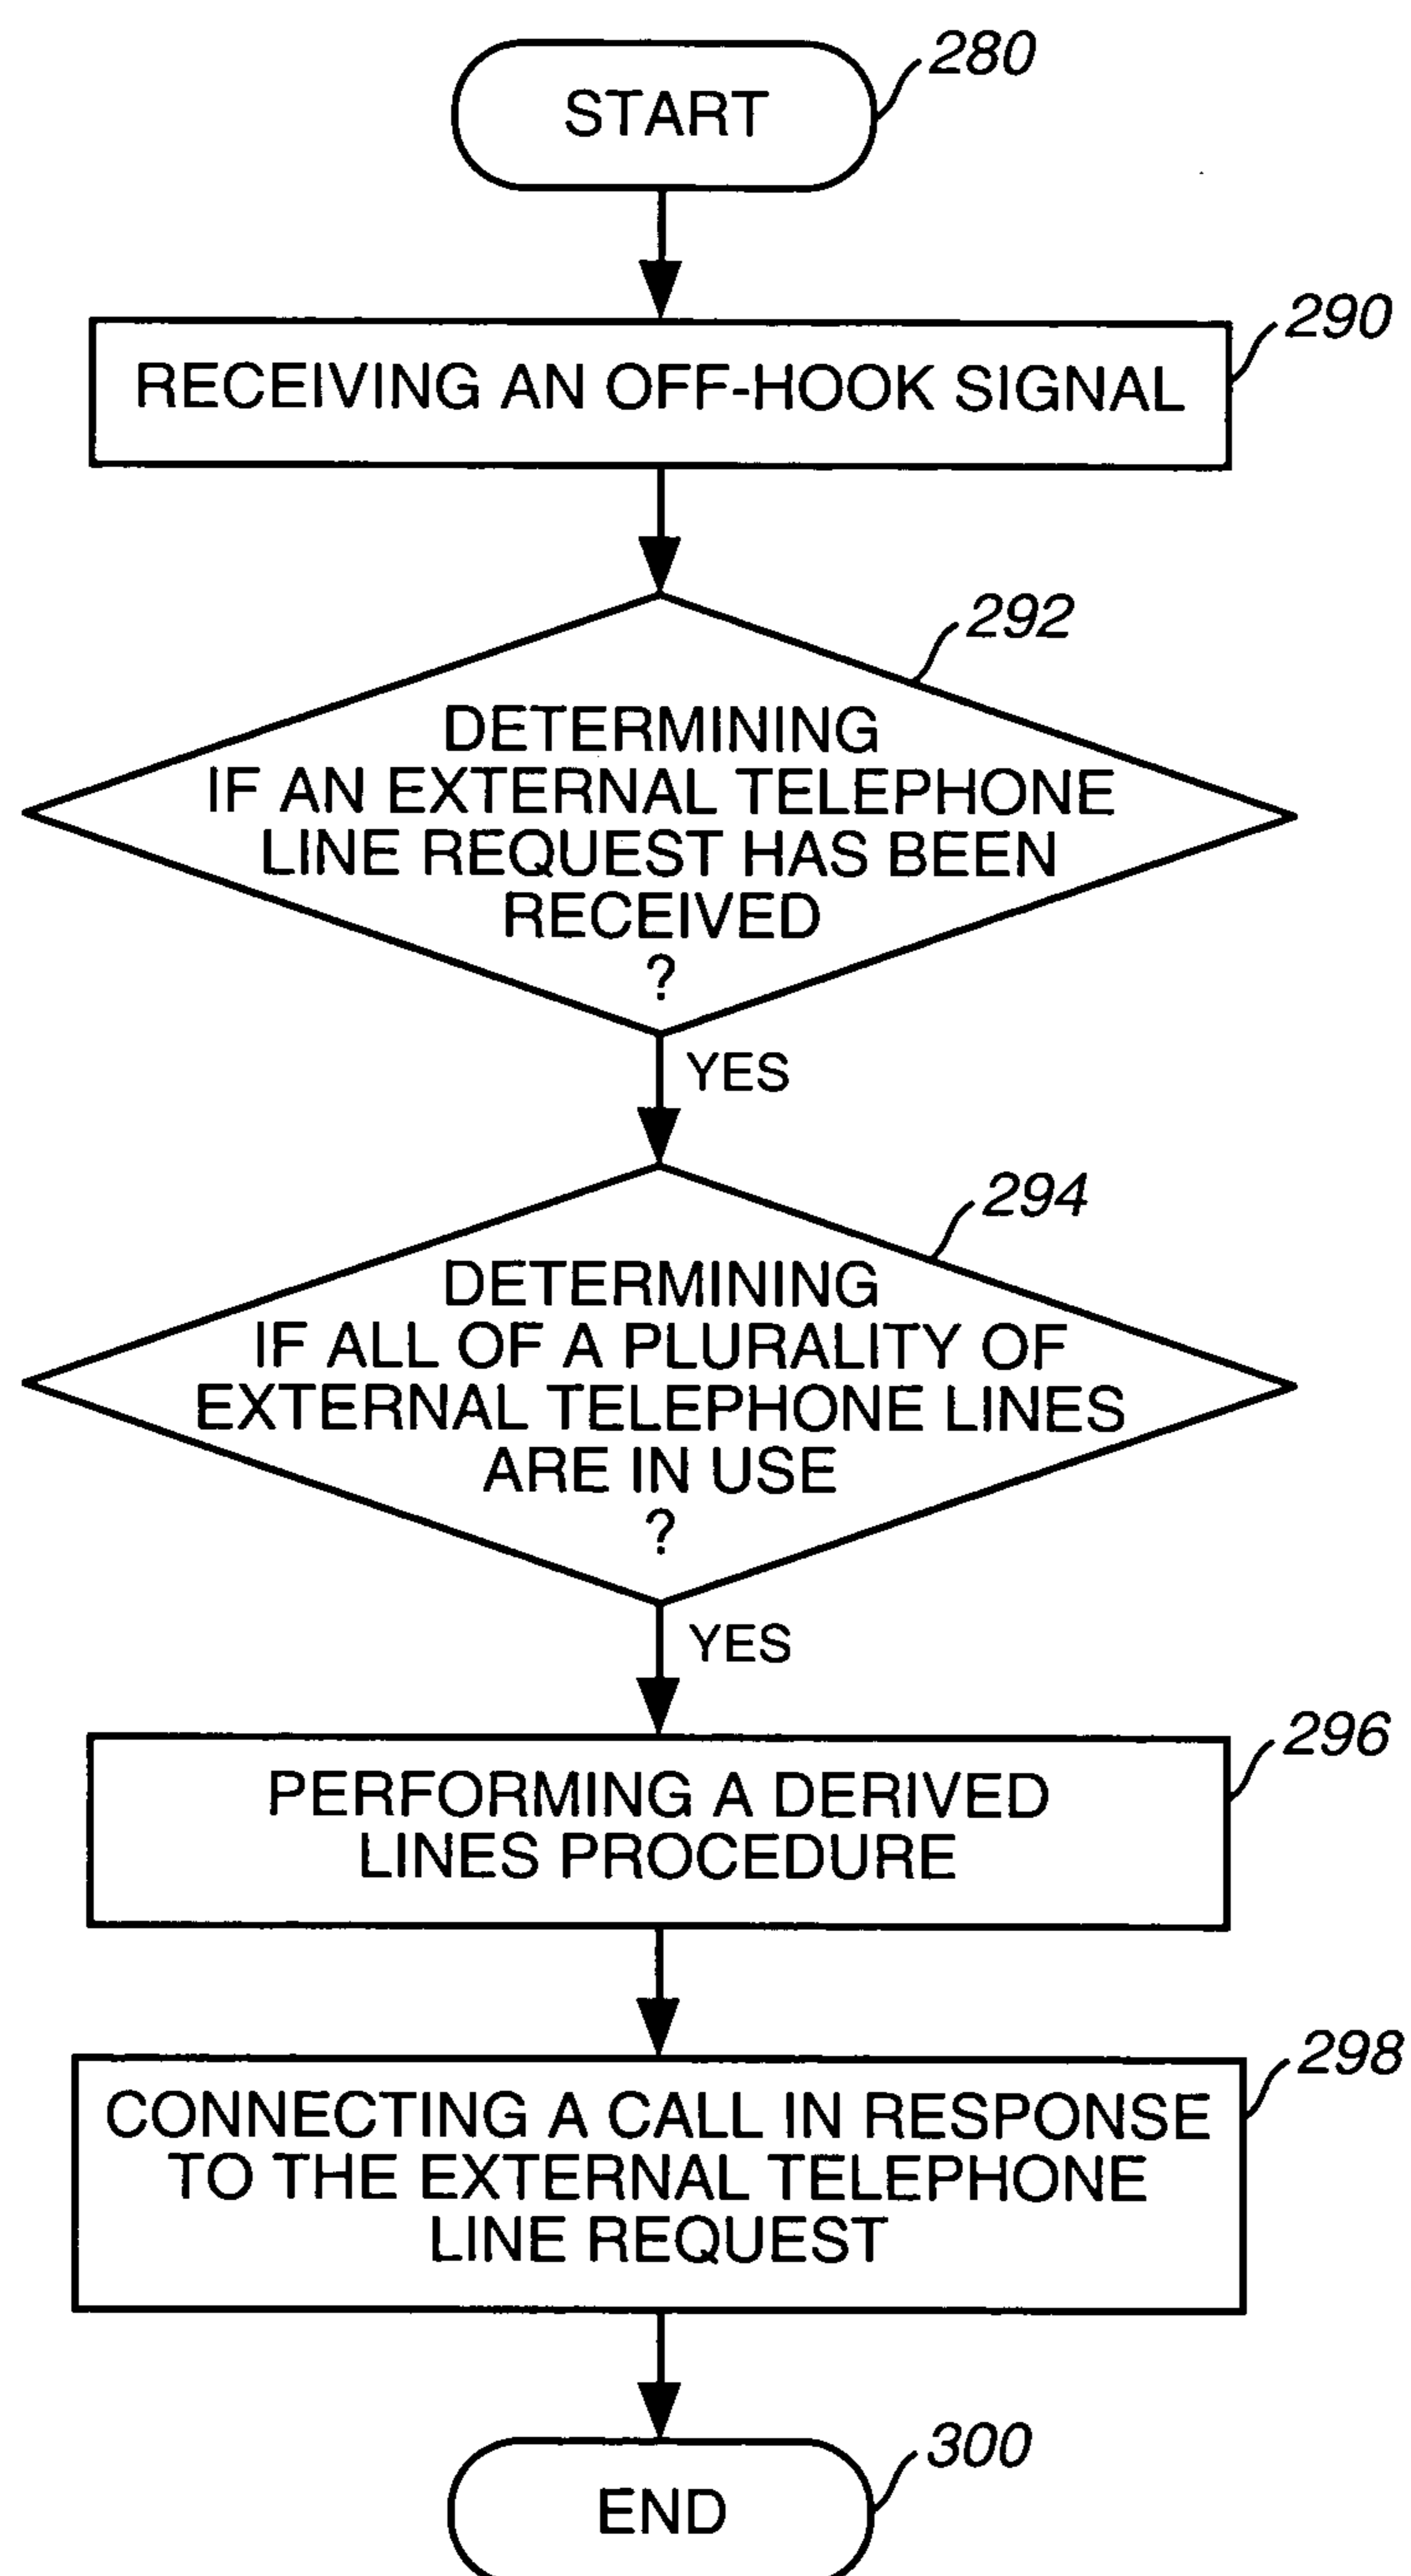 280
START
290
RECEIVING AN OFF-HOOK SIGNAL
292
DETERMINING
IF AN EXTERNAL TELEPHONE
LINE REQUEST HAS BEEN
RECEIVED
?
YES
294
DETERMINING
IF ALL OF A PLURALITY OF
EXTERNAL TELEPHONE LINES
ARE IN USE
?
YES
296
PERFORMING A DERIVED
LINES PROCEDURE
298
CONNECTING A CALL IN RESPONSE
TO THE EXTERNAL TELEPHONE
LINE REQUEST
300
END